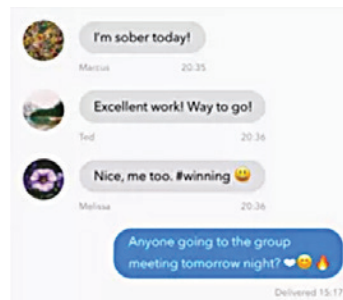 I'm sober today!
Marcus 20:35
Excellent work! Way to go!
Ted 20:36
Nice, me too. #winning 😀
Melissa 20:36
Anyone going to the group
meeting tomorrow night? ❤😊🔥
Delivered 15:17